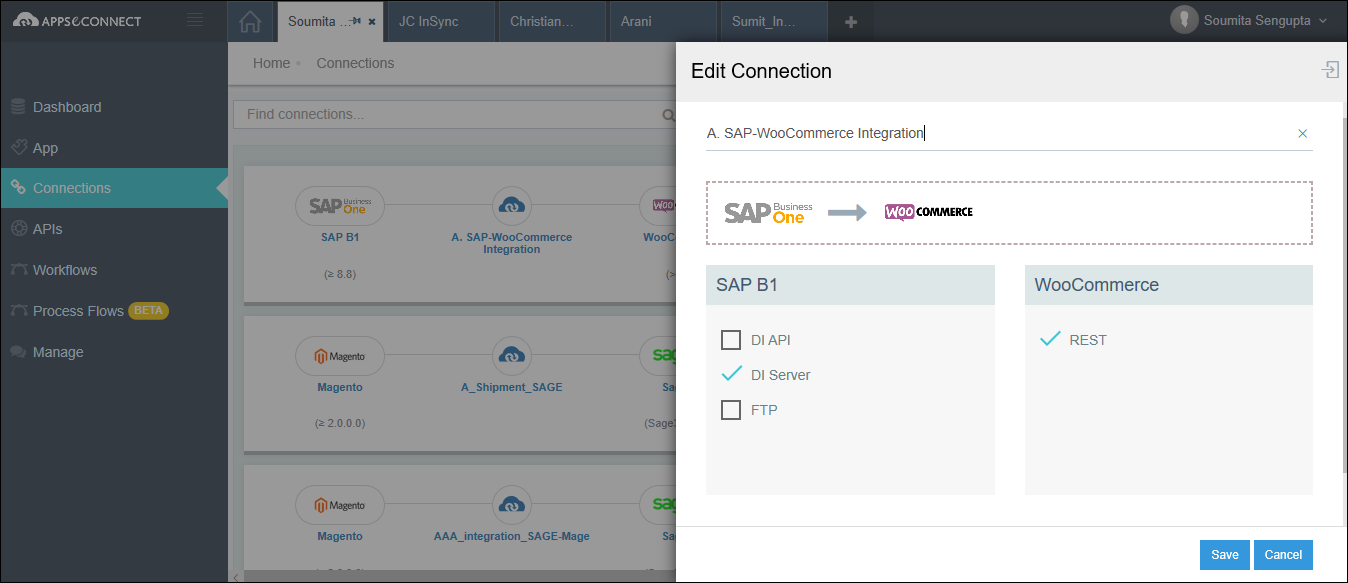 APPSeCONNECT
Soumita ...
JC InSync
Christian...
Arani
Sumit_In...
Soumita Sengupta
Home
Connections
Find connections...
Dashboard
App
Connections
APIs
Workflows
Process Flows BETA
Manage
SAP Business One
WOO
SAP B1
A. SAP-WooCommerce
Integration
WooC
(≥ 8.8)
(>
Magento
sag
Magento
A_Shipment_SAGE
Sa
(≥ 2.0.0.0)
(Sage
Magento
sag
Magento
AAA_integration_SAGE-Mage
Sa
Edit Connection
A. SAP-WooCommerce Integration
SAP Business One
WOO COMMERCE
SAP B1
DI API
DI Server
FTP
WooCommerce
REST
Save
Cancel